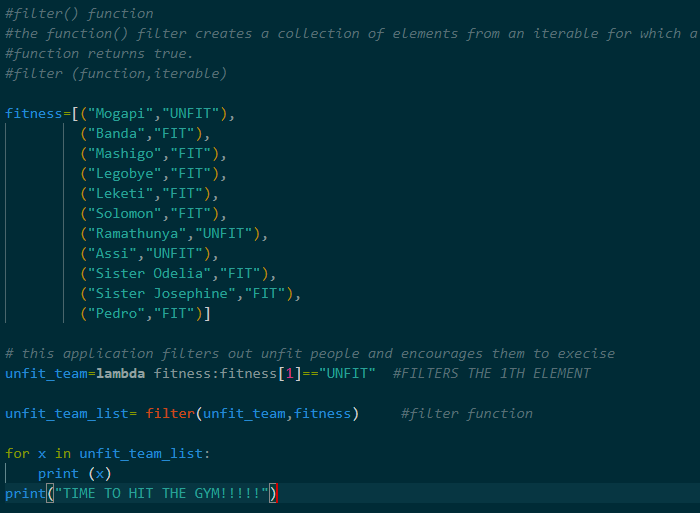 #filter() function
#the function() filter creates a collection of elements from an iterable for which a
#function returns true.
#filter (function,iterable)
fitness=[("Mogapi","UNFIT"),
("Banda","FIT"),
("Mashigo","FIT"),
("Legobye","FIT"),
("Leketi","FIT"),
("Solomon","FIT"),
("Ramathunya","UNFIT"),
("Assi","UNFIT"),
("Sister Odelia","FIT"),
("Sister Josephine","FIT"),
("Pedro","FIT")]
# this application filters out unfit people and encourages them to execise
unfit_team=lambda fitness:fitness[1]=="UNFIT"  #FILTERS THE 1TH ELEMENT
unfit_team_list= filter(unfit_team,fitness)     #filter function
for x in unfit_team_list:
    print (x)
print("TIME TO HIT THE GYM!!!!!")